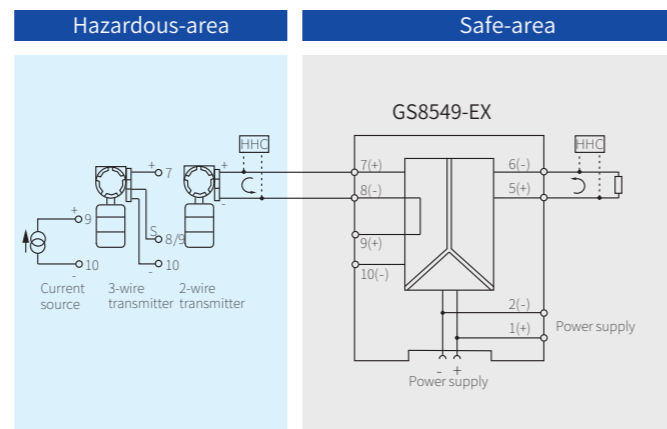 Hazardous-area
Safe-area
GS8549-EX
HHC
HHC
+
7
+
-
7(+)
8(-)
6(-)
5(+)
+
9
S
8/9
9(+)
10
-
-
10
10(-)
Current
source
3-wire
transmitter
2-wire
transmitter
2(-)
1(+)
Power supply
- +
Power supply